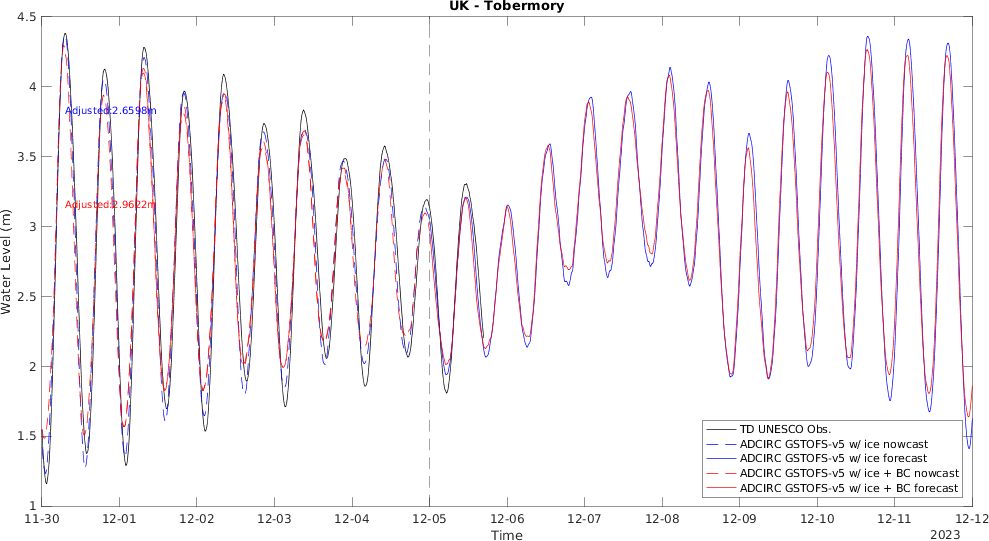 UK - Tobermory
4.5
4
3.5
3
2.5
2
1.5
1
Water Level (m)
Adjusted:2.6598m
Adjusted:2.9622m
TD UNESCO Obs.
ADCIRC GSTOFS-v5 w/ ice nowcast
ADCIRC GSTOFS-v5 w/ ice forecast
ADCIRC GSTOFS-v5 w/ ice + BC nowcast
ADCIRC GSTOFS-v5 w/ ice + BC forecast
11-30 12-01 12-02 12-03 12-04 12-05 12-06 12-07 12-08 12-09 12-10 12-11 12-12
Time
2023